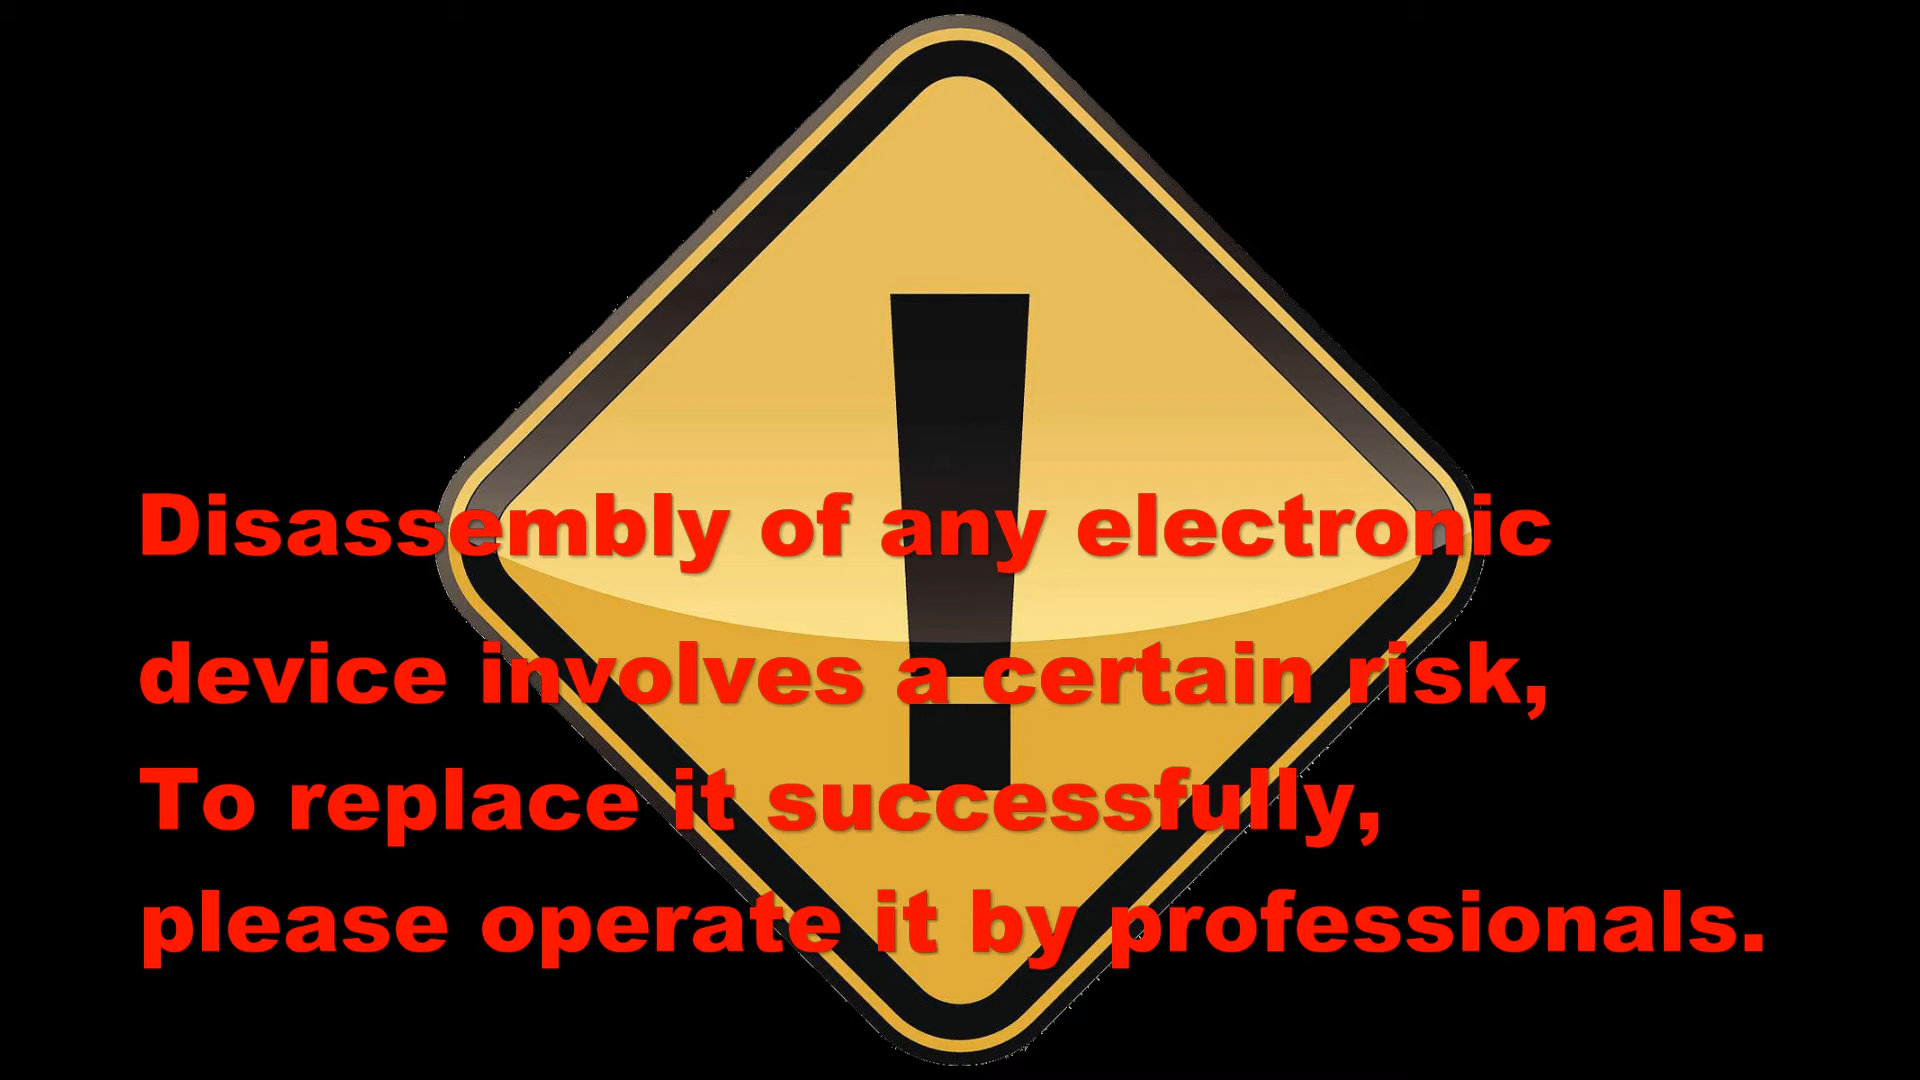 Disassembly of any electronic
device involves a certain risk,
To replace it successfully,
please operate it by professionals.